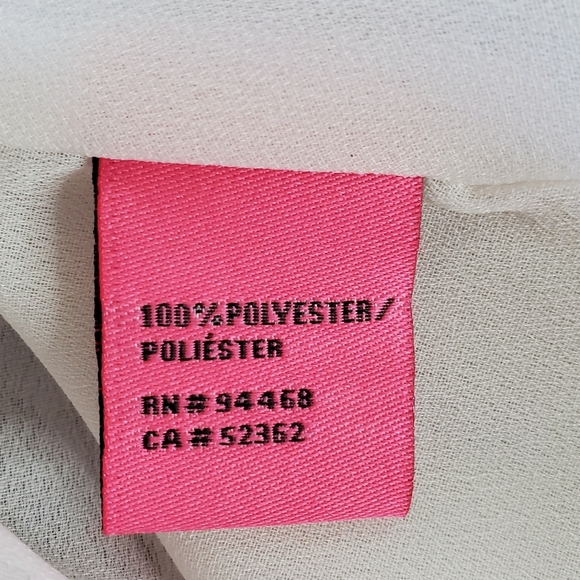 100%POLYESTER/
POLIÉSTER
RN# 94468
CA # 52362